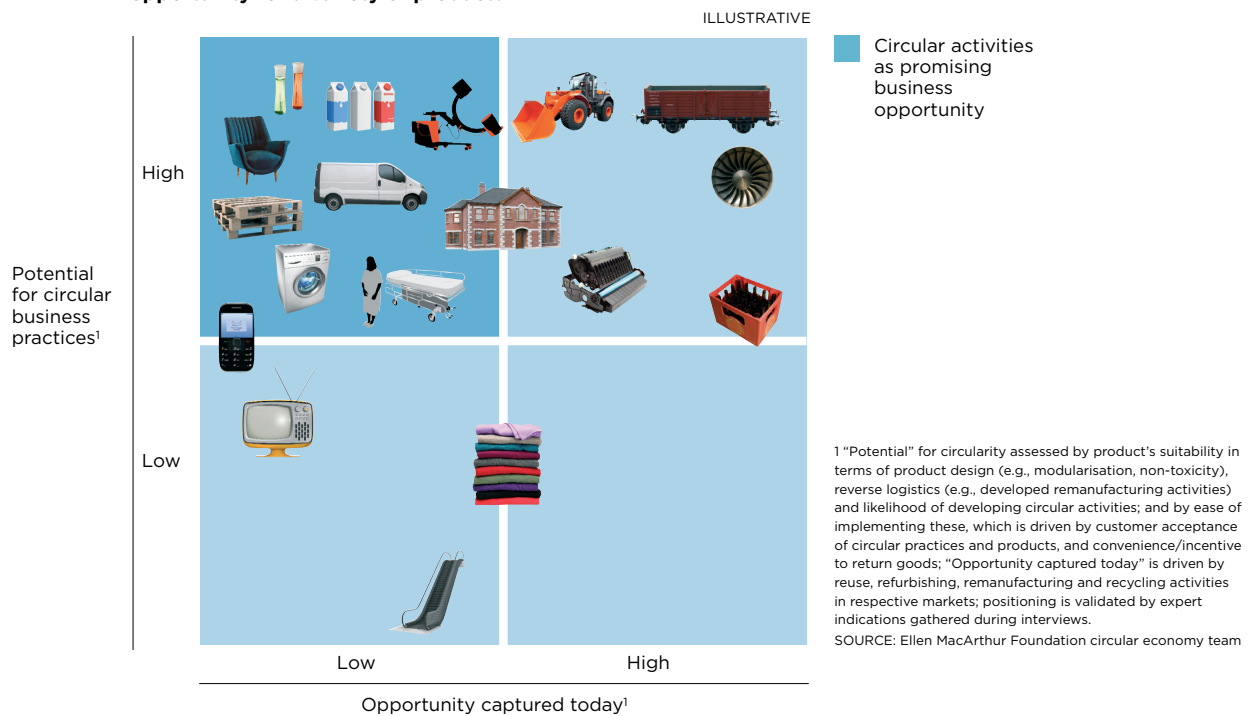 ILLUSTRATIVE
Circular activities
as promising
business
opportunity
High
Potential
for circular
business
practices¹
Low
Low
High
Opportunity captured today¹
1 “Potential” for circularity assessed by product’s suitability in
terms of product design (e.g., modularisation, non-toxicity),
reverse logistics (e.g., developed remanufacturing activities)
and likelihood of developing circular activities; and by ease of
implementing these, which is driven by customer acceptance
of circular practices and products, and convenience/incentive
to return goods; “Opportunity captured today” is driven by
reuse, refurbishing, remanufacturing and recycling activities
in respective markets; positioning is validated by expert
indications gathered during interviews.
SOURCE: Ellen MacArthur Foundation circular economy team